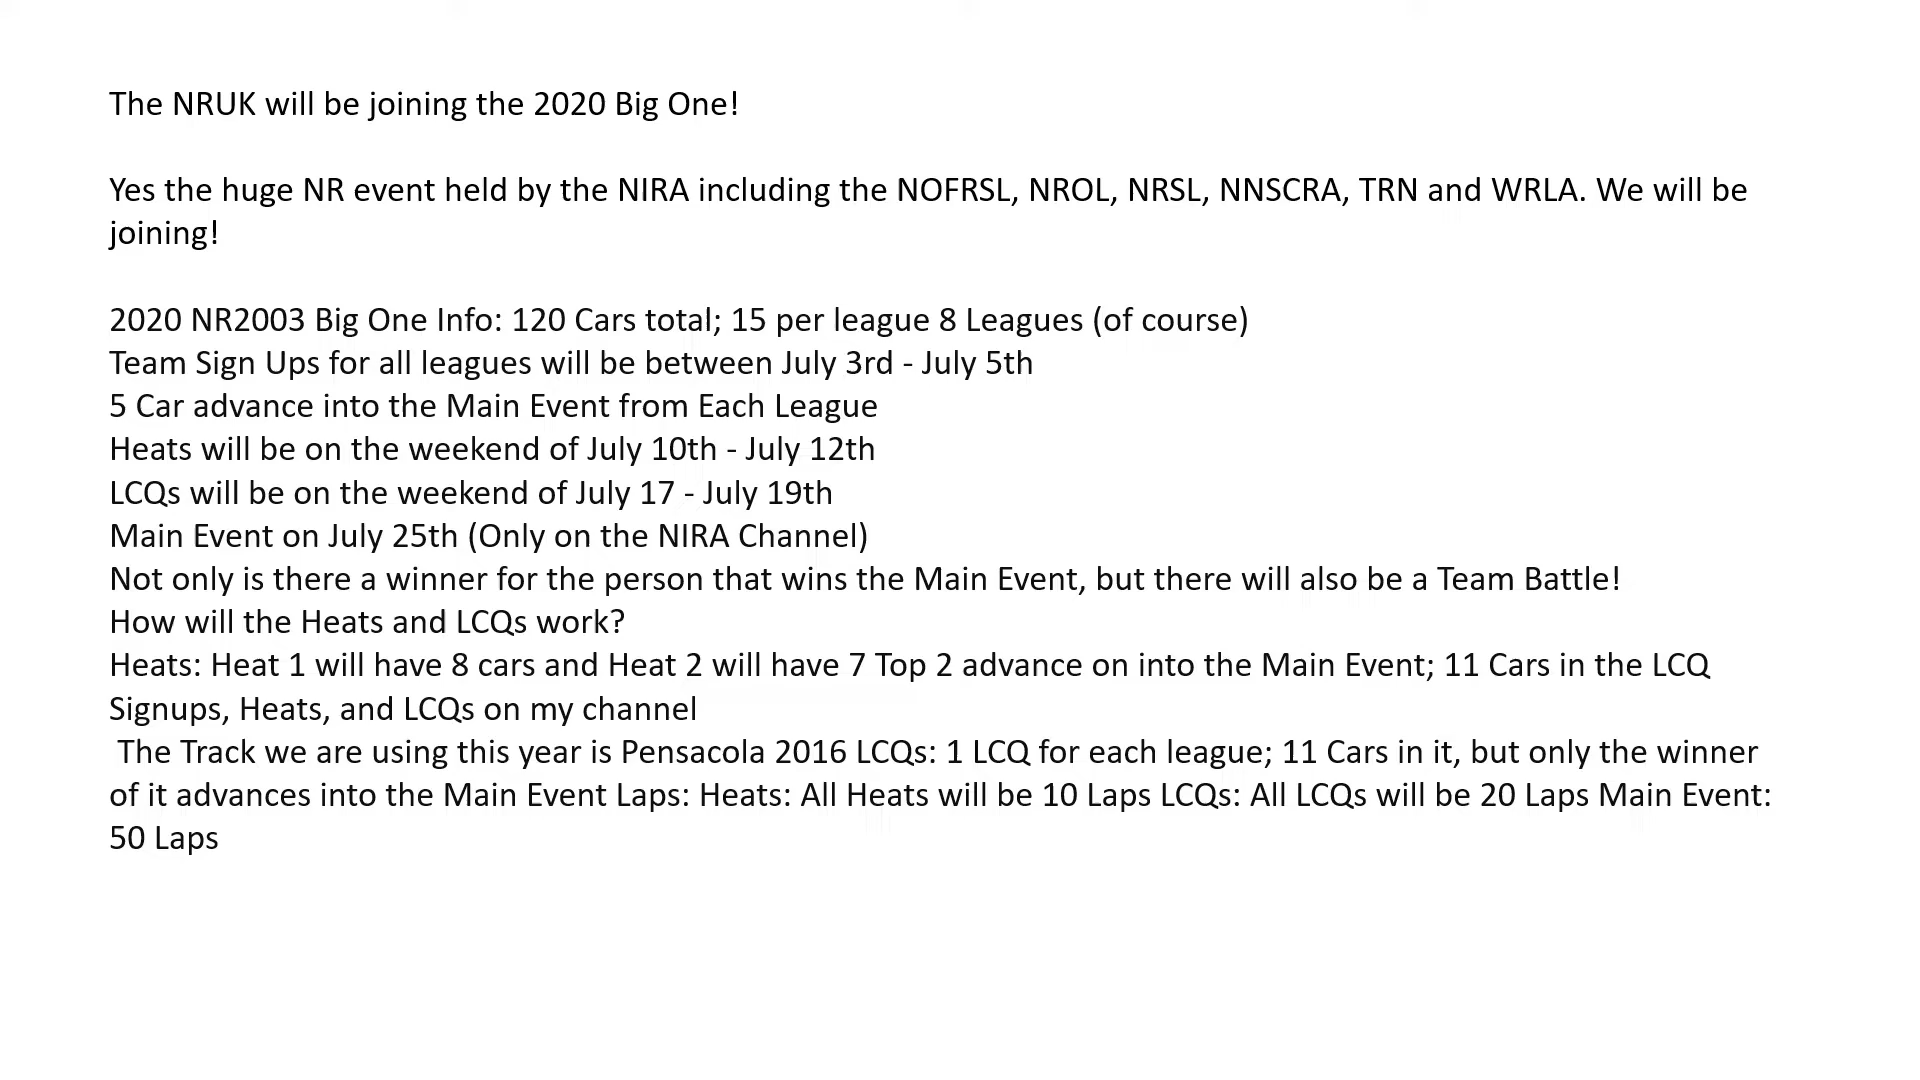 The NRUK will be joining the 2020 Big One!
Yes the huge NR event held by the NIRA including the NOFRSL, NROL, NRSL, NNSCRA, TRN and WRLA. We will be
joining!
2020 NR2003 Big One Info: 120 Cars total; 15 per league 8 Leagues (of course)
Team Sign Ups for all leagues will be between July 3rd - July 5th
5 Car advance into the Main Event from Each League
Heats will be on the weekend of July 10th - July 12th
LCQs will be on the weekend of July 17 - July 19th
Main Event on July 25th (Only on the NIRA Channel)
Not only is there a winner for the person that wins the Main Event, but there will also be a Team Battle!
How will the Heats and LCQs work?
Heats: Heat 1 will have 8 cars and Heat 2 will have 7 Top 2 advance on into the Main Event; 11 Cars in the LCQ
Signups, Heats, and LCQs on my channel
The Track we are using this year is Pensacola 2016 LCQs: 1 LCQ for each league; 11 Cars in it, but only the winner
of it advances into the Main Event Laps: Heats: All Heats will be 10 Laps LCQs: All LCQs will be 20 Laps Main Event:
50 Laps